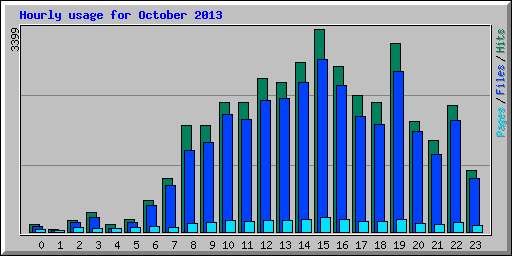 Hourly usage for October 2013
3399
Pages / Files / Hits
0 1 2 3 4 5 6 7 8 9 10 11 12 13 14 15 16 17 18 19 20 21 22 23